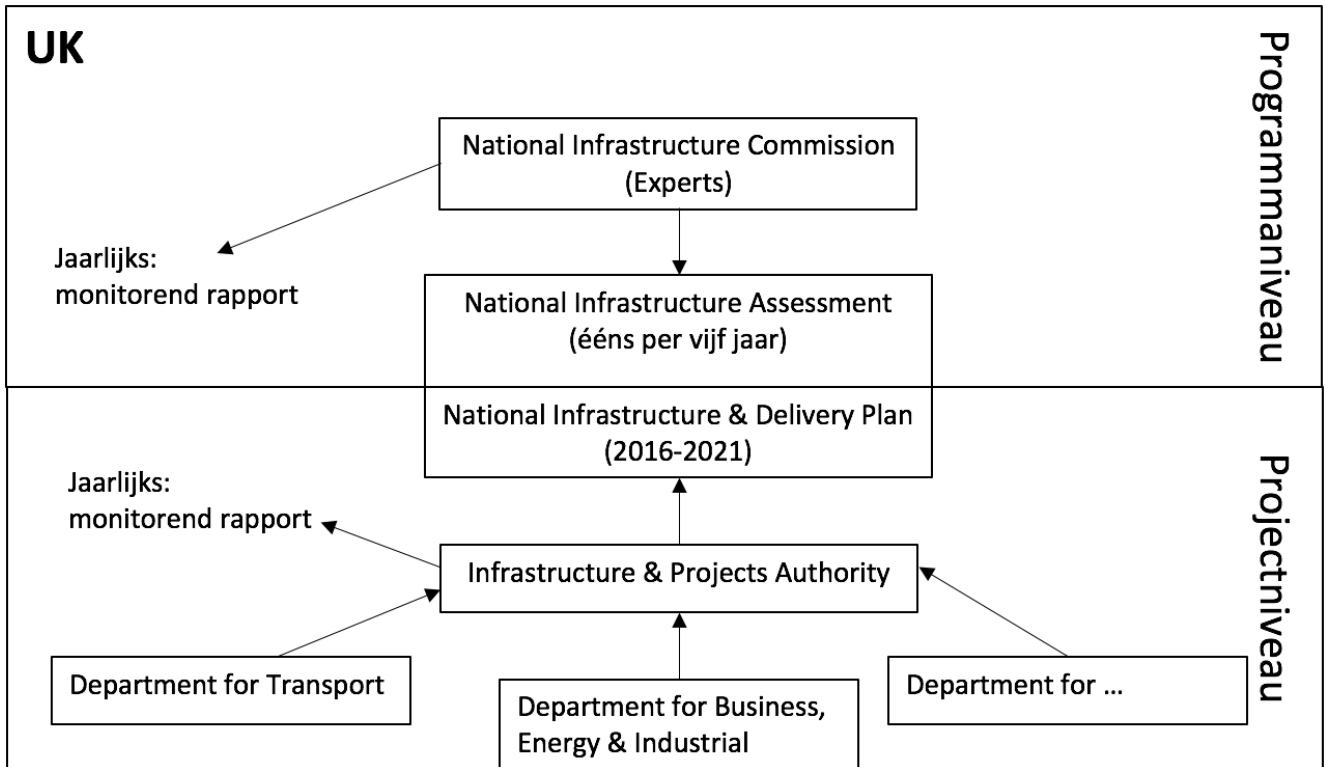 UK
Programmaniveau
National Infrastructure Commission
(Experts)
Jaarlijks:
monitorend rapport
National Infrastructure Assessment
(ééns per vijf jaar)
National Infrastructure & Delivery Plan
(2016-2021)
Projectniveau
Jaarlijks:
monitorend rapport
Infrastructure & Projects Authority
Department for Transport
Department for Business,
Energy & Industrial
Department for ...